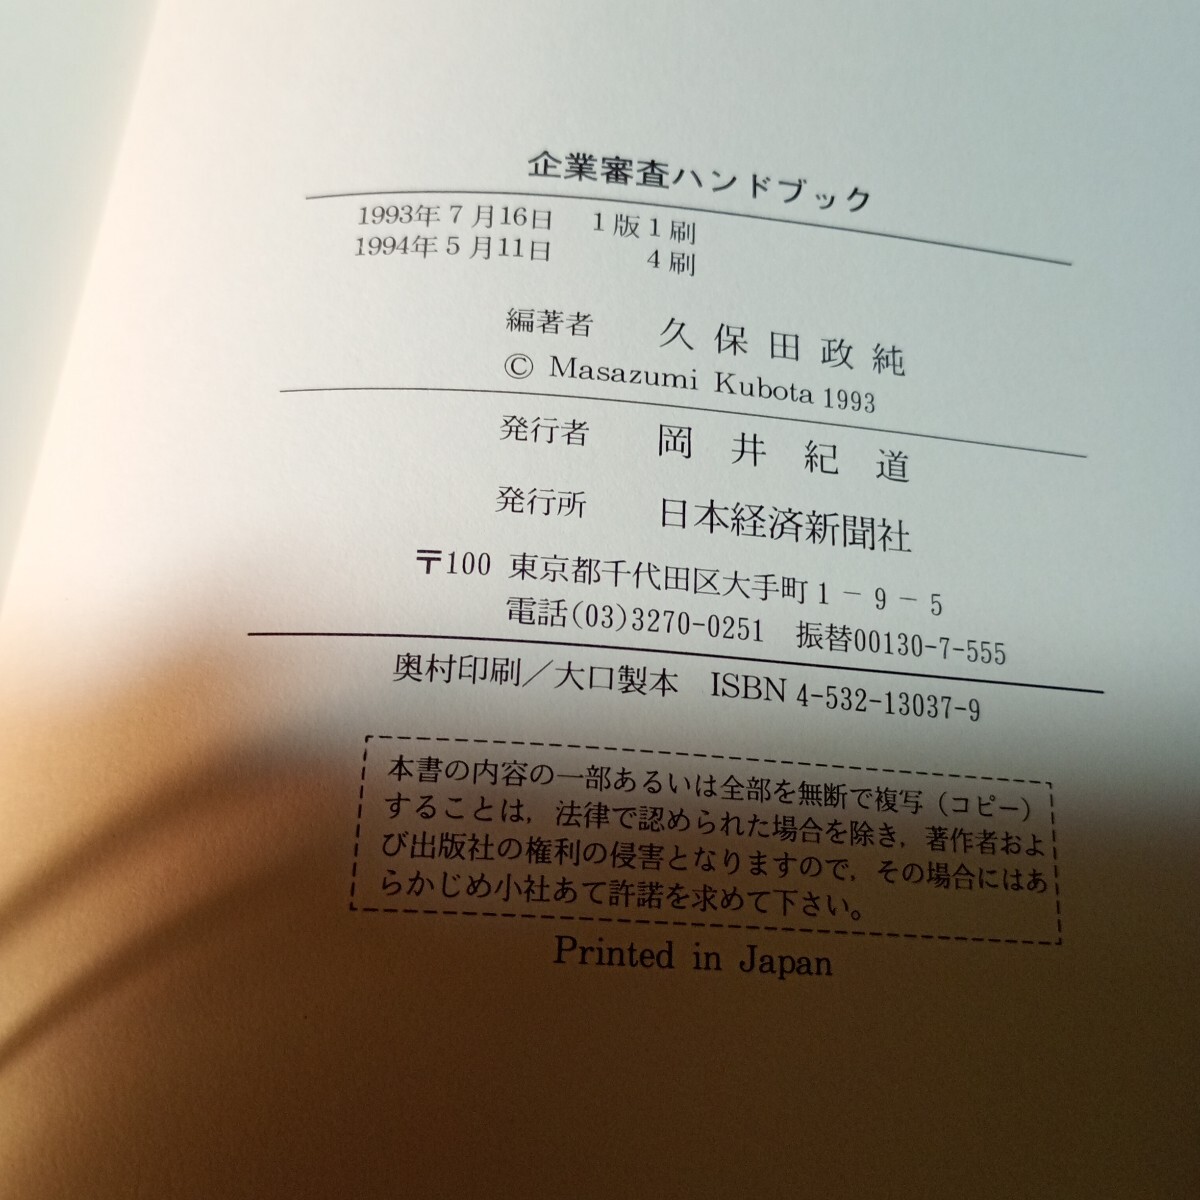 企業審査ハンドブック
1993年7月16日 1版1刷
1994年5月11日 4刷
編著者 久保田政純
© Masazumi Kubota 1993
発行者 岡井紀道
発行所 日本経済新聞社
〒100 東京都千代田区大手町1-9-5
電話(03)3270-0251 振替00130-7-555
奥村印刷/大口製本 ISBN 4-532-13037-9
本書の内容の一部あるいは全部を無断で複写(コピー)
することは,法律で認められた場合を除き,著作者およ
び出版社の権利の侵害となりますので,その場合にはあ
らかじめ小社あて許諾を求めて下さい。
Printed in Japan